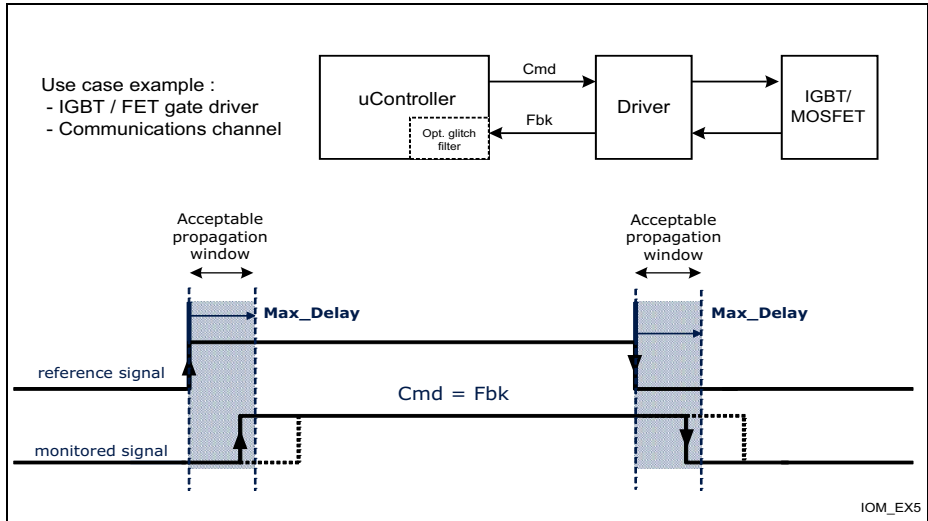 Use case example :
- IGBT / FET gate driver
- Communications channel
uController
Opt. glitch
filter
Cmd
Fbk
Driver
IGBT/
MOSFET
Acceptable
propagation
window
Acceptable
propagation
window
Max_Delay
Max_Delay
reference signal
Cmd = Fbk
monitored signal
IOM_EX5